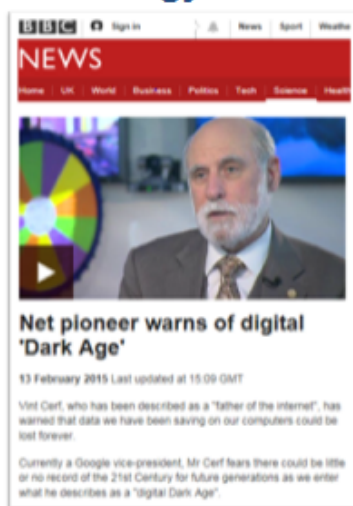 BBC Sign in News Sport Weathe
NEWS
Home UK World Business Politics Tech Science Health
Net pioneer warns of digital
'Dark Age'
13 February 2015 Last updated at 15:09 GMT
Vint Cerf, who has been described as a "father of the internet", has
warned that data we have been saving on our computers could be
lost forever.
Currently a Google vice-president, Mr Cerf fears there could be little
or no record of the 21st Century for future generations as we enter
what he describes as a "digital Dark Age".